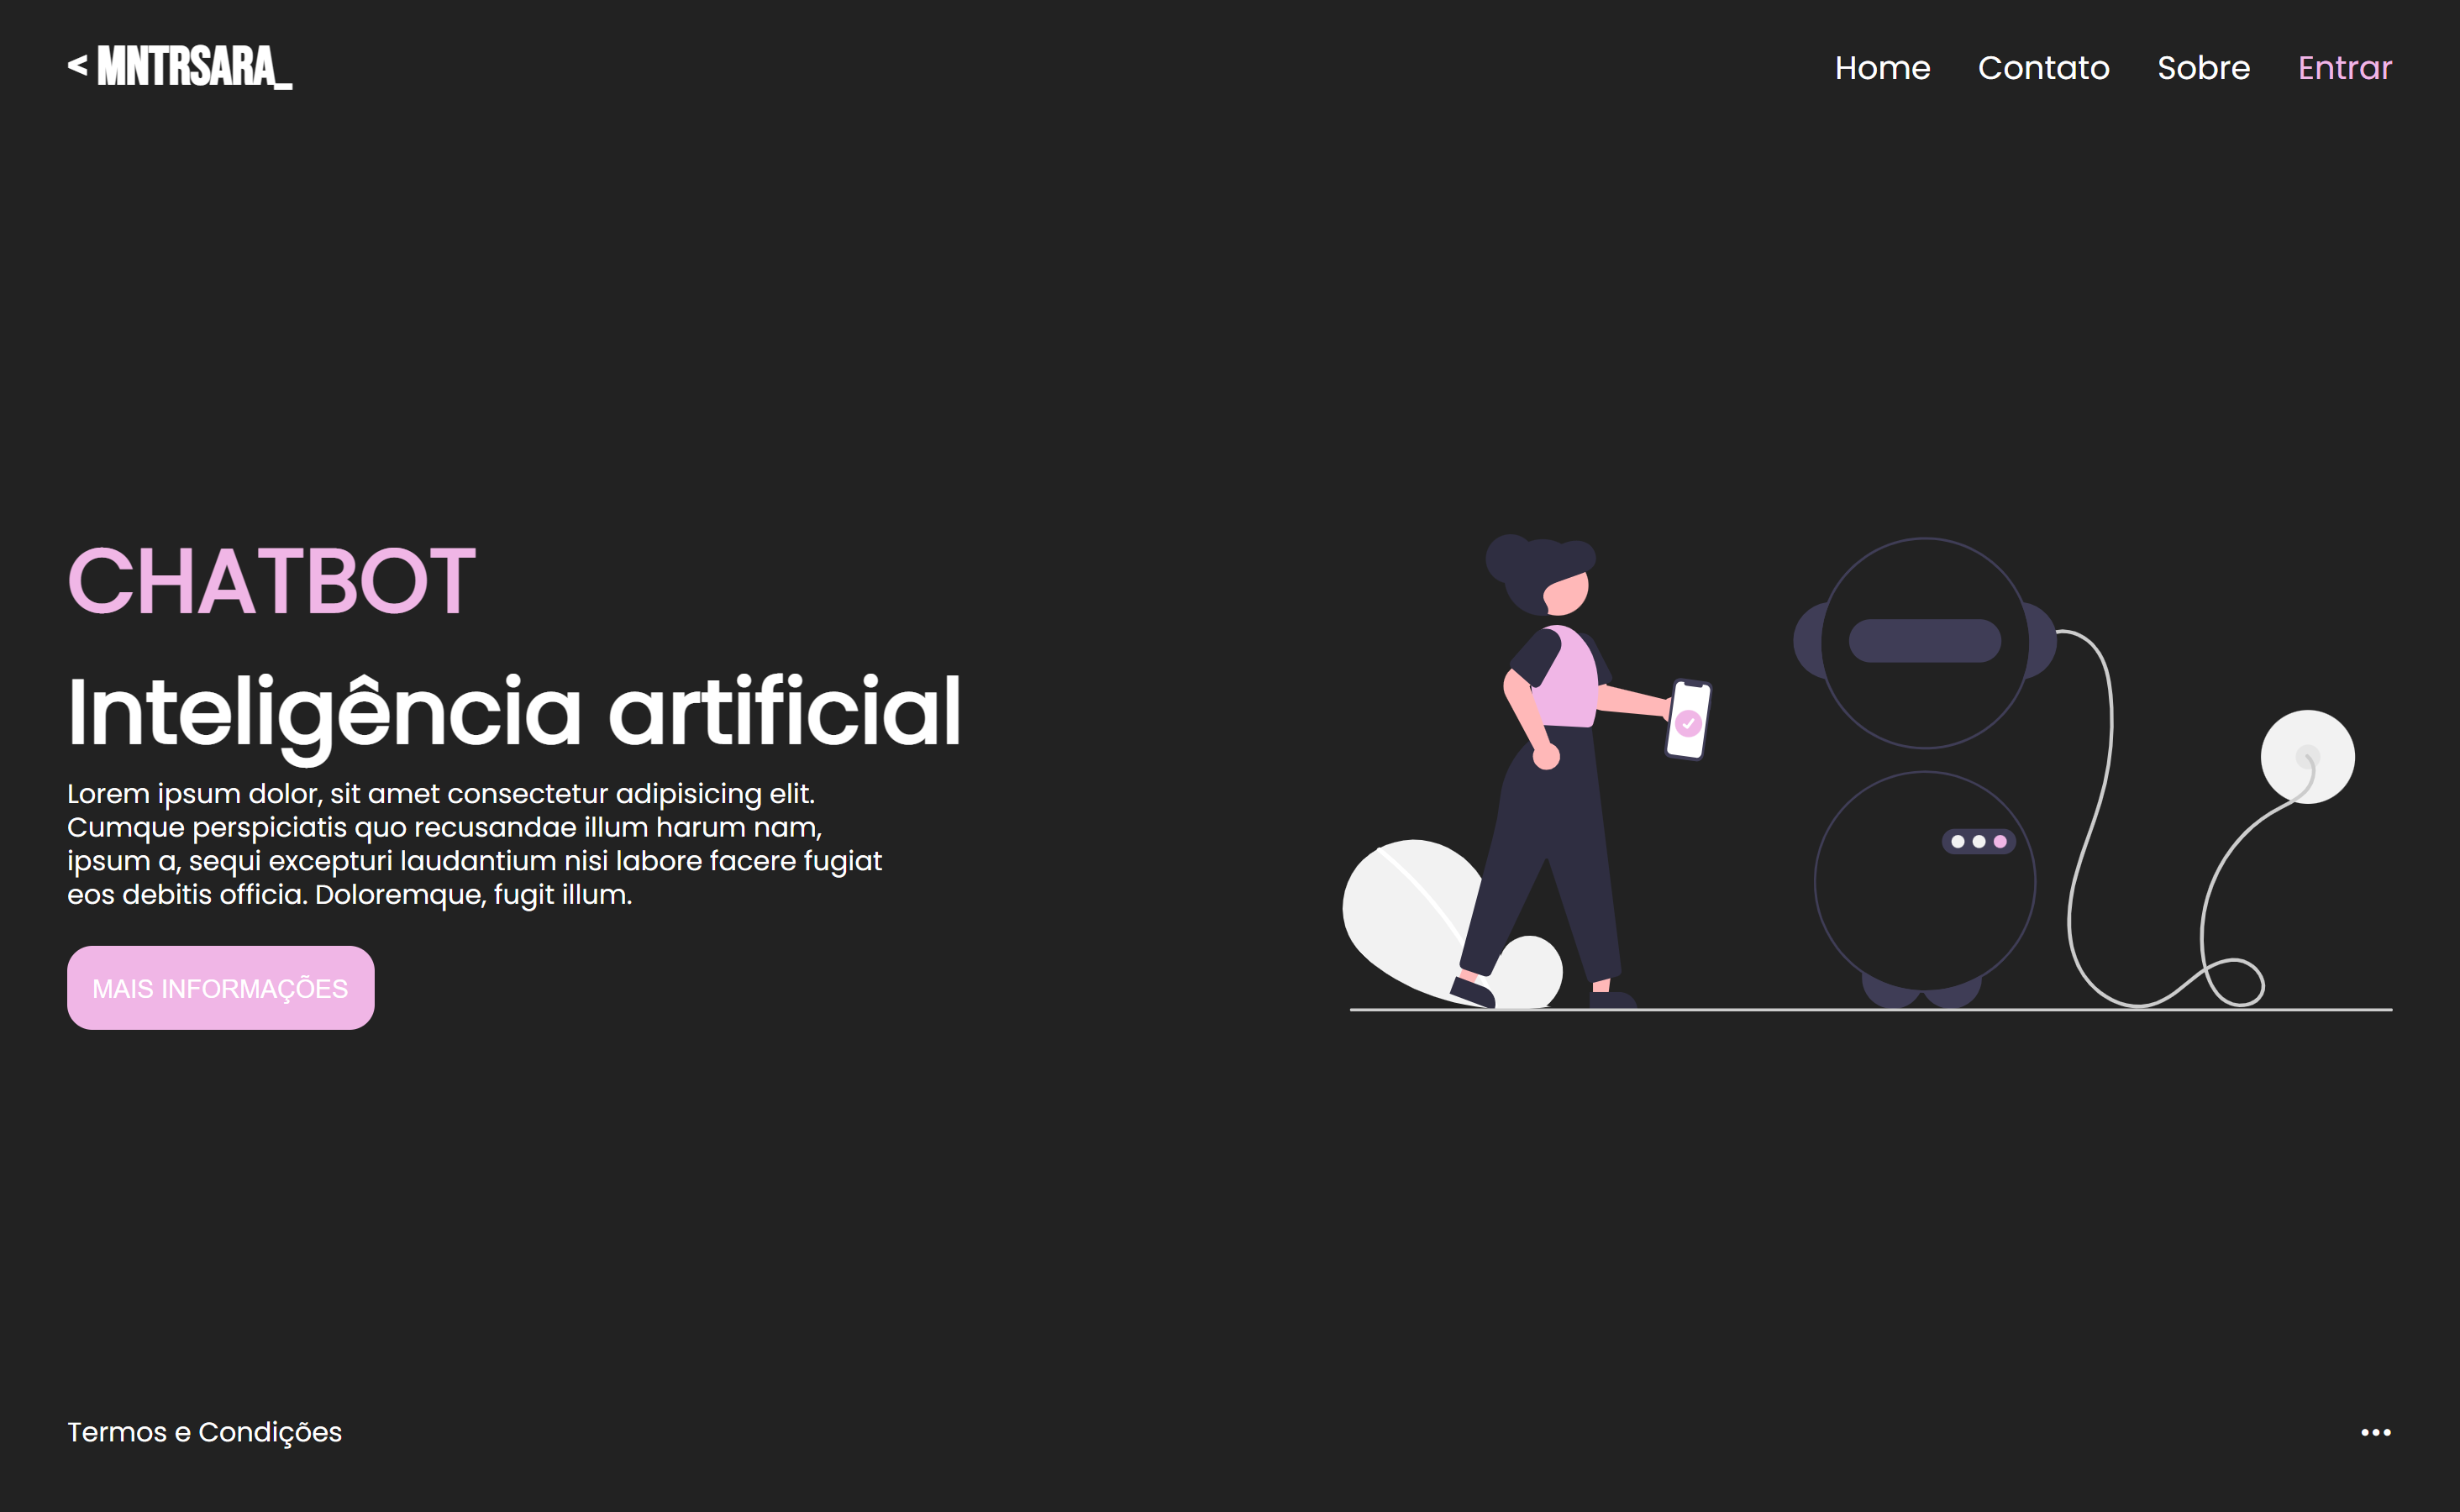 < MNTRSARA_
Home Contato Sobre Entrar
CHATBOT
Inteligência artificial
Lorem ipsum dolor, sit amet consectetur adipisicing elit.
Cumque perspiciatis quo recusandae illum harum nam,
ipsum a, sequi excepturi laudantium nisi labore facere fugiat
eos debitis officia. Doloremque, fugit illum.
MAIS INFORMAÇÕES
Termos e Condições